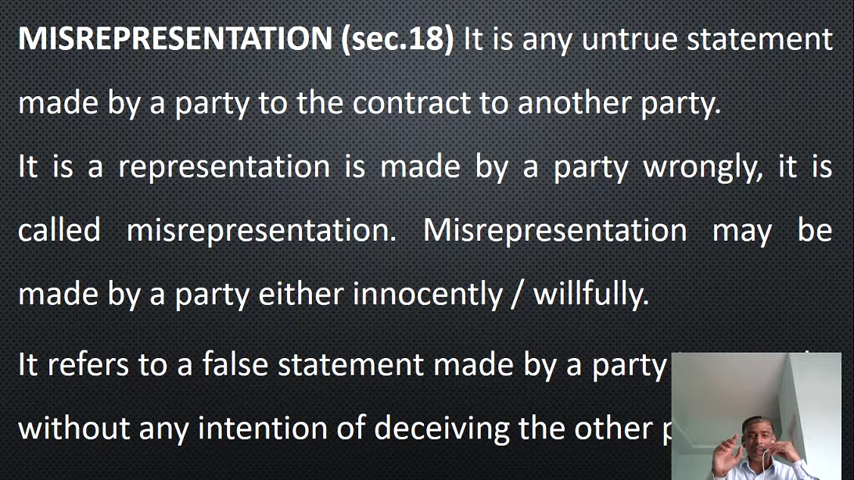 MISREPRESENTATION (sec.18) It is any untrue statement
made by a party to the contract to another party.
It is a representation is made by a party wrongly, it is
called misrepresentation. Misrepresentation may be
made by a party either innocently / willfully.
It refers to a false statement made by a party
without any intention of deceiving the other